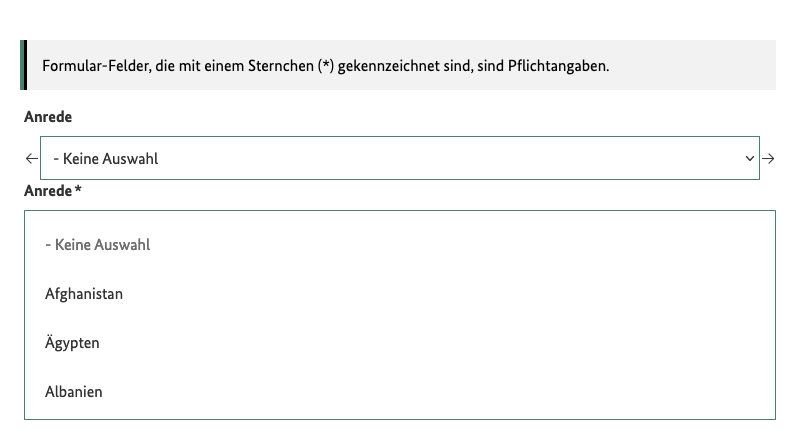 Formular-Felder, die mit einem Sternchen (*) gekennzeichnet sind, sind Pflichtangaben.
Anrede
← - Keine Auswahl →
Anrede *
- Keine Auswahl
Afghanistan
Ägypten
Albanien